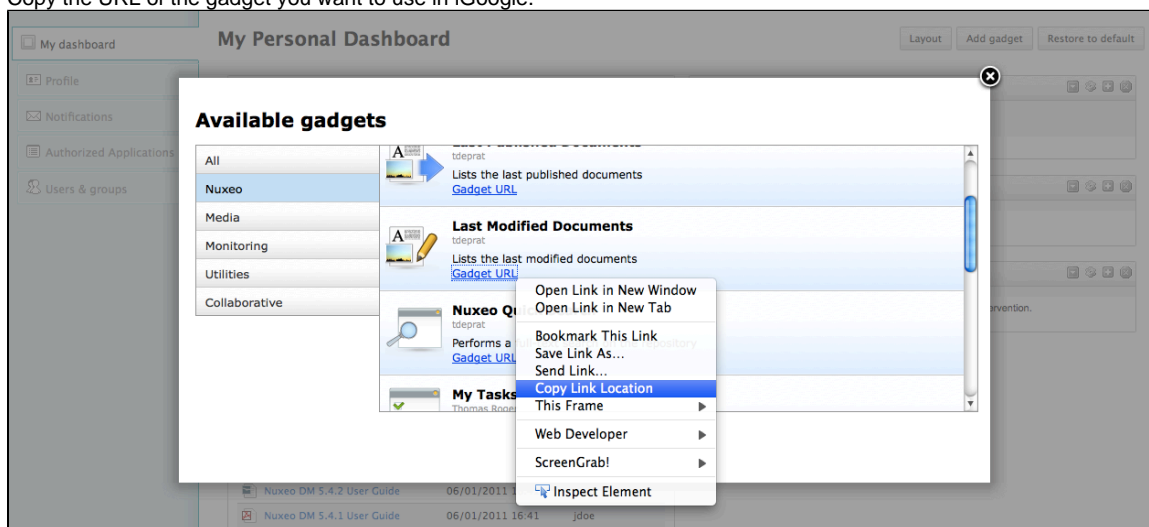 Copy the URL of the gadget you want to use in iGoogle.
My dashboard
My Personal Dashboard
Layout
Add gadget
Restore to default
Profile
Notifications
Authorized Applications
Users & groups
Available gadgets
All
Nuxeo
Media
Monitoring
Utilities
Collaborative
Last Published Documents
tdeprat
Lists the last published documents
Gadget URL
Last Modified Documents
tdeprat
Lists the last modified documents
Gadget URL
Nuxeo
tdeprat
Performs a
repository
Gadget URL
My Tasks
Thomas
Open Link in New Window
Open Link in New Tab
Bookmark This Link
Save Link As...
Send Link...
Copy Link Location
This Frame
Web Developer
ScreenGrab!
Inspect Element
Nuxeo DM 5.4.2 User Guide
06/01/2011
Nuxeo DM 5.4.1 User Guide
06/01/2011 16:41
jdoe